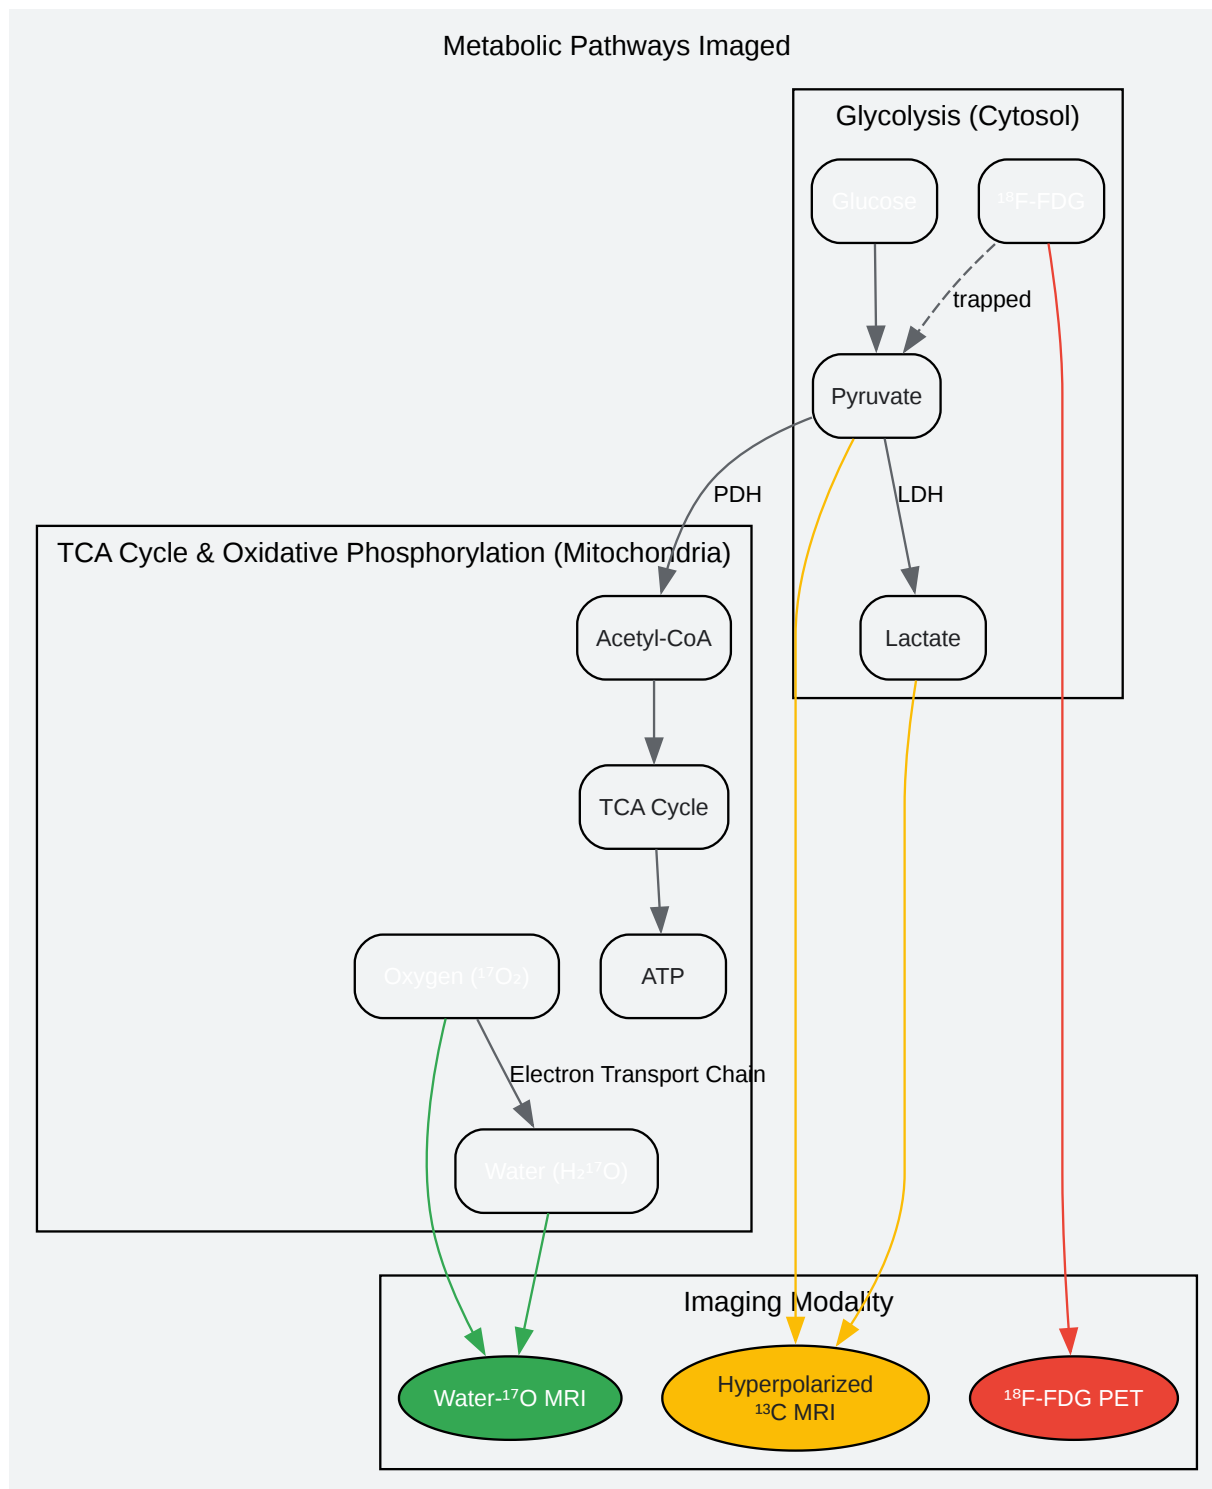 Metabolic Pathways Imaged
Glycolysis (Cytosol)
Glucose
¹⁸F-FDG
trapped
Pyruvate
PDH
LDH
TCA Cycle & Oxidative Phosphorylation (Mitochondria)
Acetyl-CoA
Lactate
TCA Cycle
Oxygen (¹⁷O₂)
ATP
Electron Transport Chain
Water (H₂¹⁷O)
Imaging Modality
Water-¹⁷O MRI
Hyperpolarized
¹³C MRI
¹⁸F-FDG PET